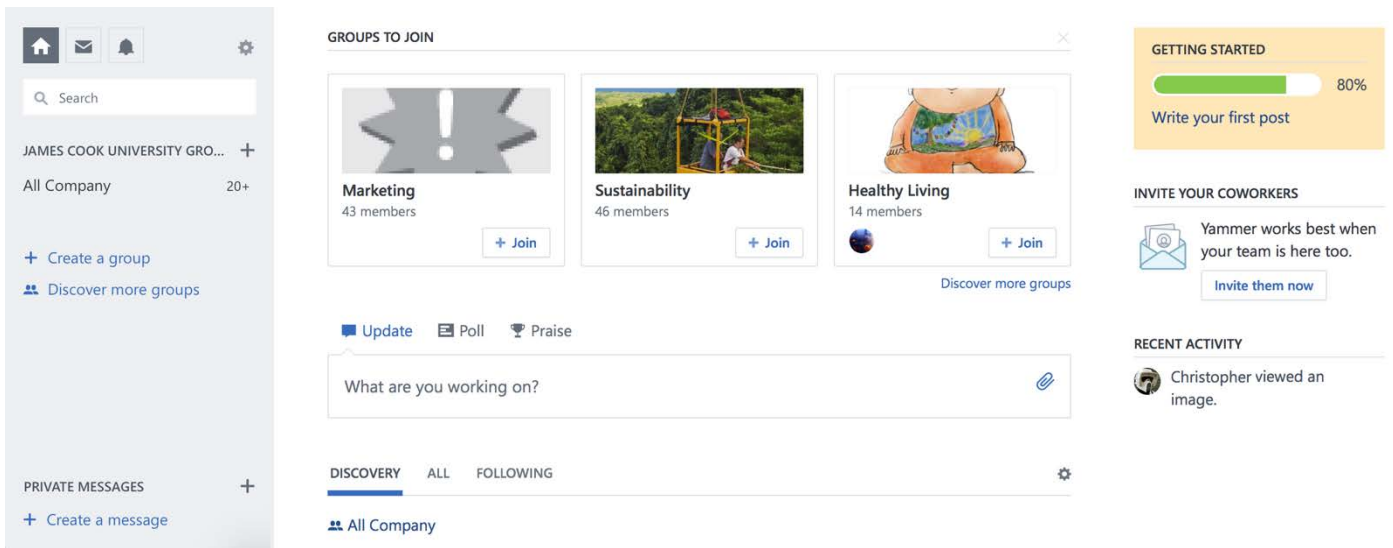 Search
JAMES COOK UNIVERSITY GRO...
All Company 20+
Create a group
Discover more groups
PRIVATE MESSAGES
Create a message
GROUPS TO JOIN
Marketing
43 members
+ Join
Sustainability
46 members
+ Join
Healthy Living
14 members
+ Join
Discover more groups
Update Poll Praise
What are you working on?
DISCOVERY ALL FOLLOWING
All Company
GETTING STARTED
80%
Write your first post
INVITE YOUR COWORKERS
Yammer works best when
your team is here too.
Invite them now
RECENT ACTIVITY
Christopher viewed an
image.